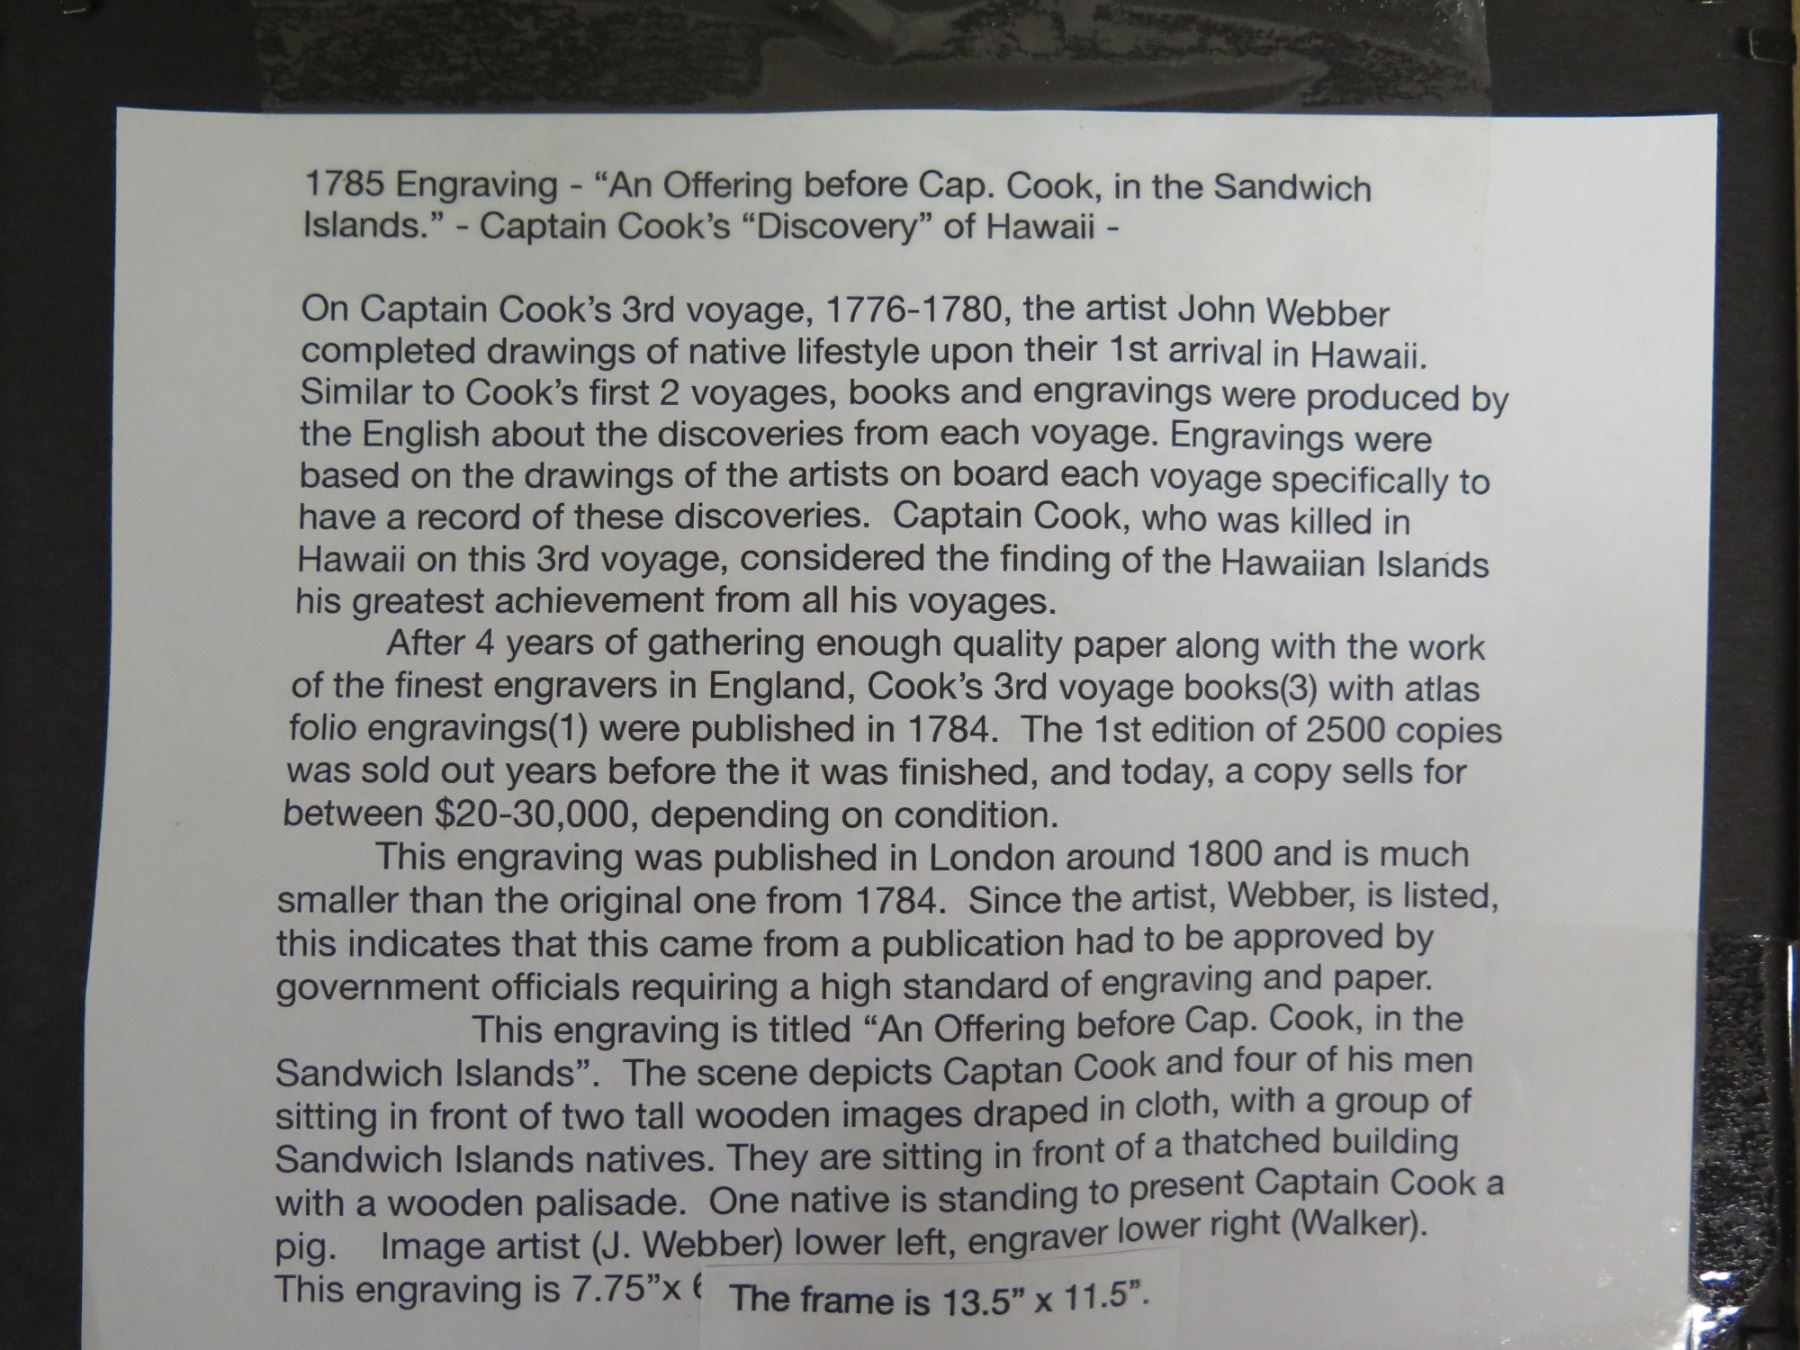 1785 Engraving - “An Offering before Cap. Cook, in the Sandwich
Islands.” - Captain Cook’s “Discovery” of Hawaii -
On Captain Cook’s 3rd voyage, 1776-1780, the artist John Webber
completed drawings of native lifestyle upon their 1st arrival in Hawaii.
Similar to Cook’s first 2 voyages, books and engravings were produced by
the English about the discoveries from each voyage. Engravings were
based on the drawings of the artists on board each voyage specifically to
have a record of these discoveries.  Captain Cook, who was killed in
Hawaii on this 3rd voyage, considered the finding of the Hawaiian Islands
his greatest achievement from all his voyages.
After 4 years of gathering enough quality paper along with the work
of the finest engravers in England, Cook’s 3rd voyage books(3) with atlas
folio engravings(1) were published in 1784.  The 1st edition of 2500 copies
was sold out years before the it was finished, and today, a copy sells for
between $20-30,000, depending on condition.
This engraving was published in London around 1800 and is much
smaller than the original one from 1784.  Since the artist, Webber, is listed,
this indicates that this came from a publication had to be approved by
government officials requiring a high standard of engraving and paper.
This engraving is titled “An Offering before Cap. Cook, in the
Sandwich Islands”.  The scene depicts Captan Cook and four of his men
sitting in front of two tall wooden images draped in cloth, with a group of
Sandwich Islands natives. They are sitting in front of a thatched building
with a wooden palisade.  One native is standing to present Captain Cook a
pig.    Image artist (J. Webber) lower left, engraver lower right (Walker).
This engraving is 7.75”x
The frame is 13.5” x 11.5”.